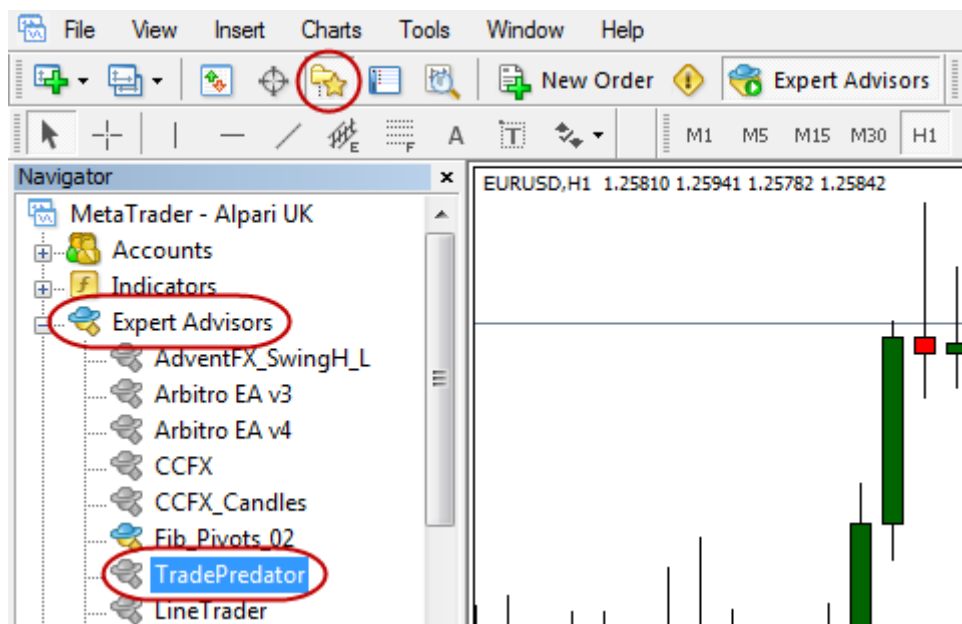 File View Insert Charts Tools Window Help
New Order Expert Advisors
E F A T M1 M5 M15 M30 H1
Navigator x
EURUSD,H1 1.25810 1.25941 1.25782 1.25842
MetaTrader - Alpari UK
Accounts
f Indicators
Expert Advisors
AdventFX_SwingH_L
Arbitro EA v3
Arbitro EA v4
CCFX
CCFX_Candles
Fib_Pivots_02
TradePredator
LineTrader